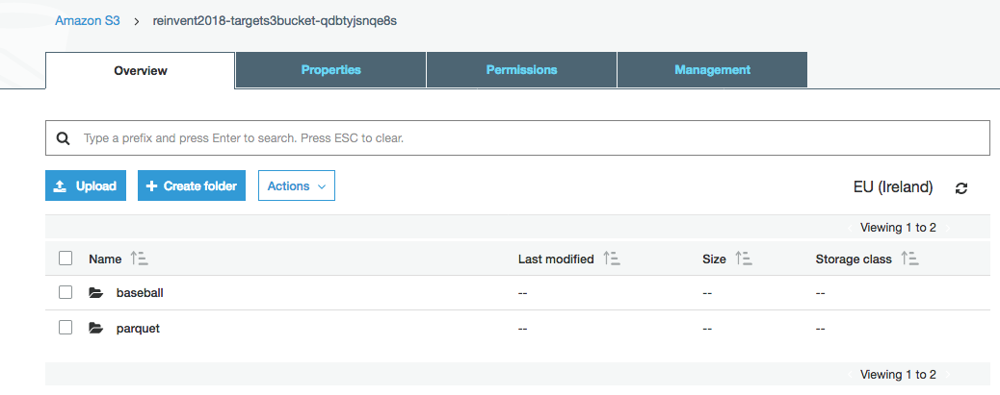 Amazon S3 > reinvent2018-targets3bucket-qdbtyjsnqe8s
Overview Properties Permissions Management
Type a prefix and press Enter to search. Press ESC to clear.
Upload + Create folder Actions EU (Ireland)
Viewing 1 to 2
Name Last modified Size Storage class
baseball -- -- --
parquet -- -- --
Viewing 1 to 2